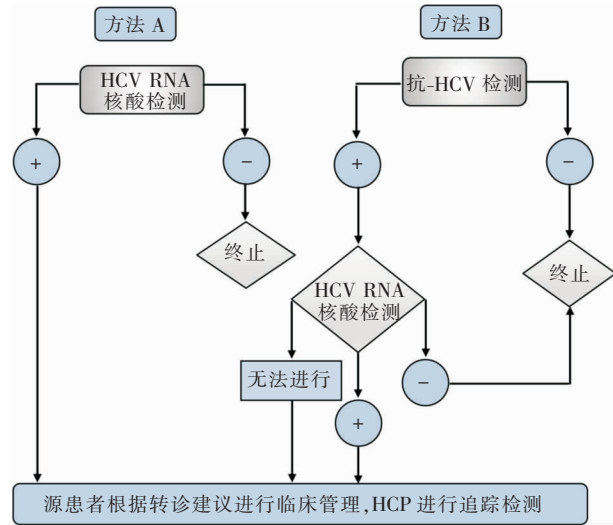 方法 A
方法 B
HCV RNA
核酸检测
抗-HCV 检测
+
−
+
−
终止
终止
HCV RNA
核酸检测
无法进行
−
+
源患者根据转诊建议进行临床管理,HCP 进行追踪检测